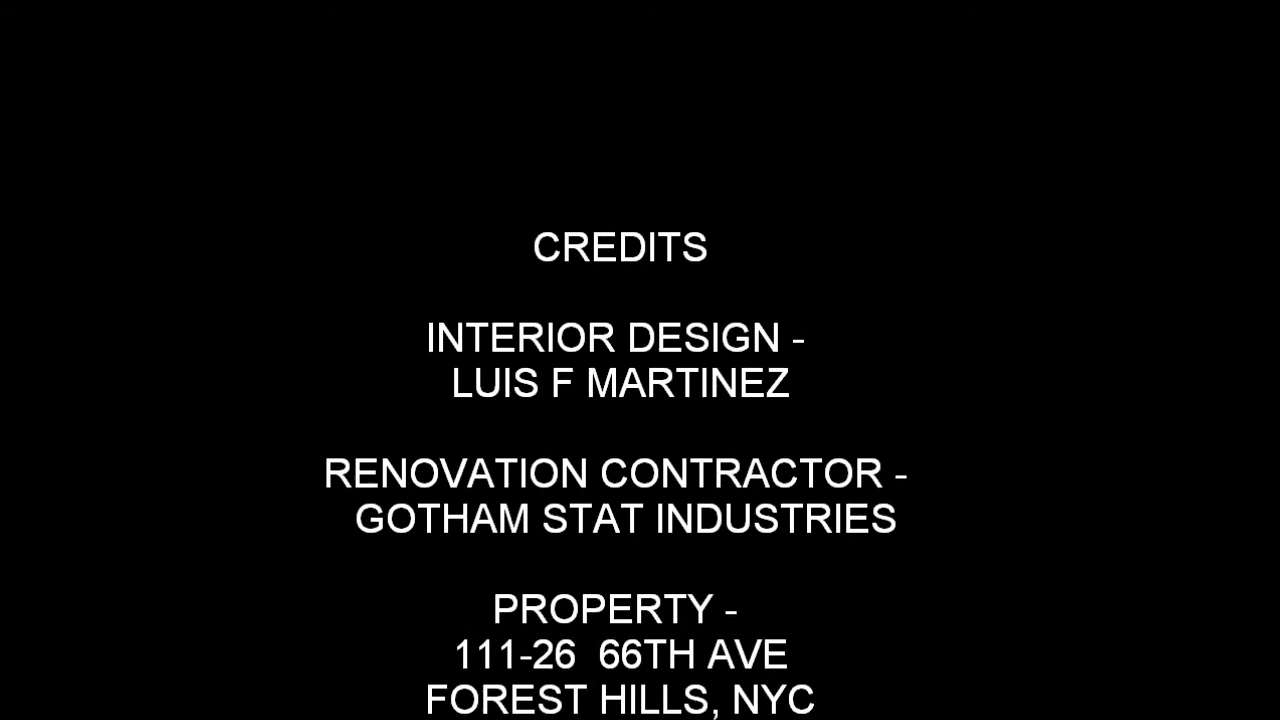 CREDITS
INTERIOR DESIGN -
LUIS F MARTINEZ
RENOVATION CONTRACTOR -
GOTHAM STAT INDUSTRIES
PROPERTY -
111-26  66TH AVE
FOREST HILLS, NYC